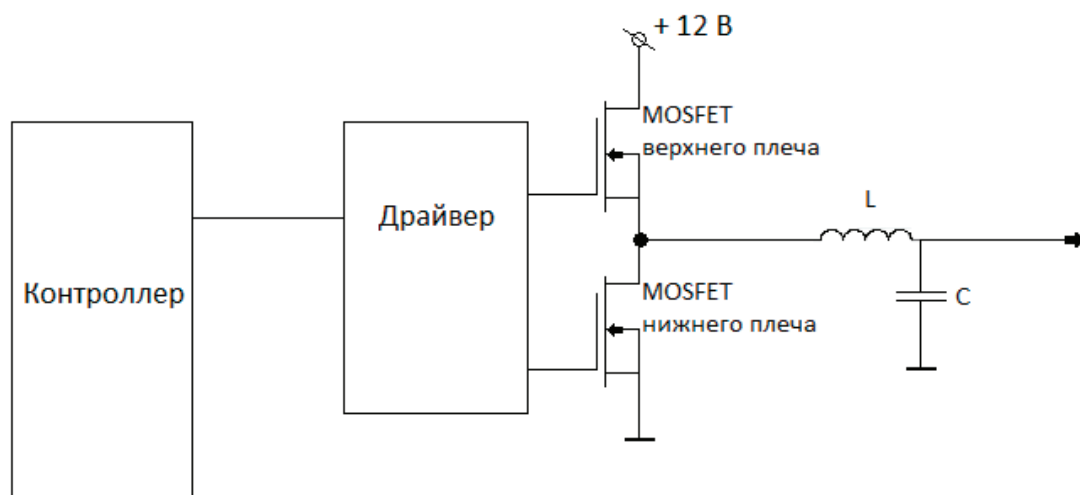 + 12 В
MOSFET
верхнего плеча
Драйвер
L
Контроллер
MOSFET
нижнего плеча
C